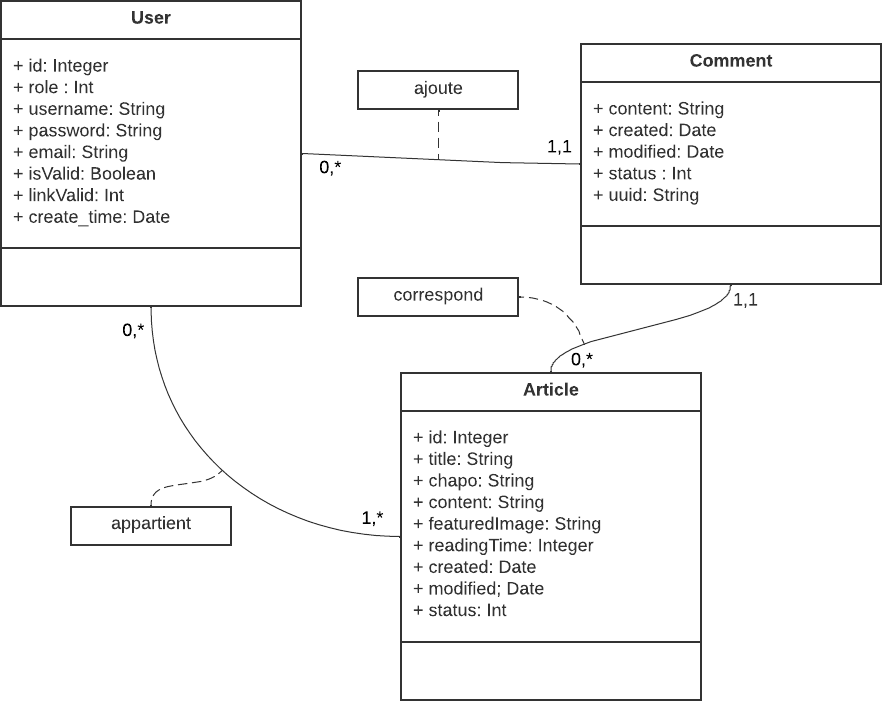 User
+ id: Integer
+ role : Int
+ username: String
+ password: String
+ email: String
+ isValid: Boolean
+ linkValid: Int
+ create_time: Date
ajoute
0,*
1,1
Comment
+ content: String
+ created: Date
+ modified: Date
+ status : Int
+ uuid: String
correspond
1,1
0,*
0,*
appartient
1,*
Article
+ id: Integer
+ title: String
+ chapo: String
+ content: String
+ featuredImage: String
+ readingTime: Integer
+ created: Date
+ modified; Date
+ status: Int